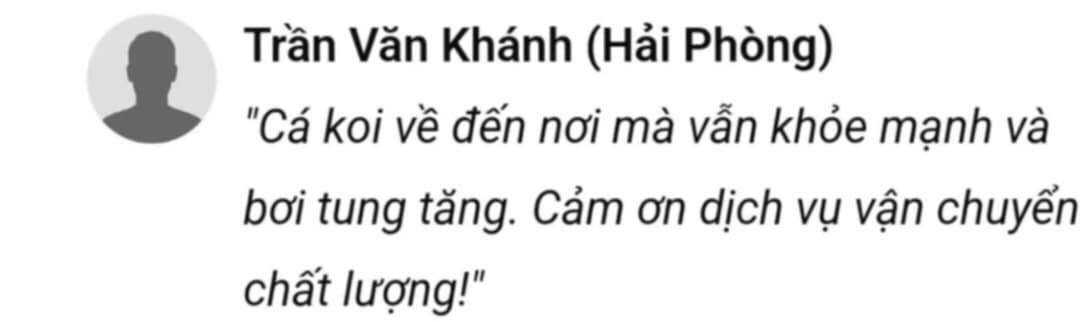 Trần Văn Khánh (Hải Phòng)
"Cá koi về đến nơi mà vẫn khỏe mạnh và
bơi tung tăng. Cảm ơn dịch vụ vận chuyển
chất lượng!"